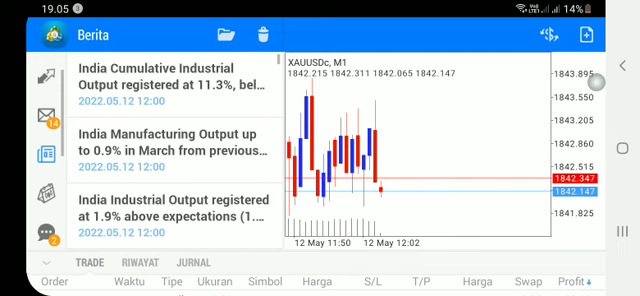 19.05
14%
Berita
India Cumulative Industrial
Output registered at 11.3%, bel...
2022.05.12 12:00
India Manufacturing Output up
to 0.9% in March from previous...
2022.05.12 12:00
India Industrial Output registered
at 1.9% above expectations (1....
2022.05.12 12:00
14
2
XAUUSDc, M1
1842.215 1842.311 1842.065 1842.147
1843.895
1843.550
1843.205
1842.860
1842.515
1842.347
1842.147
1841.825
12 May 11:50
12 May 12:02
TRADE RIWAYAT JURNAL
Order Waktu Tipe Ukuran Simbol Harga S/L T/P Harga Swap Profit